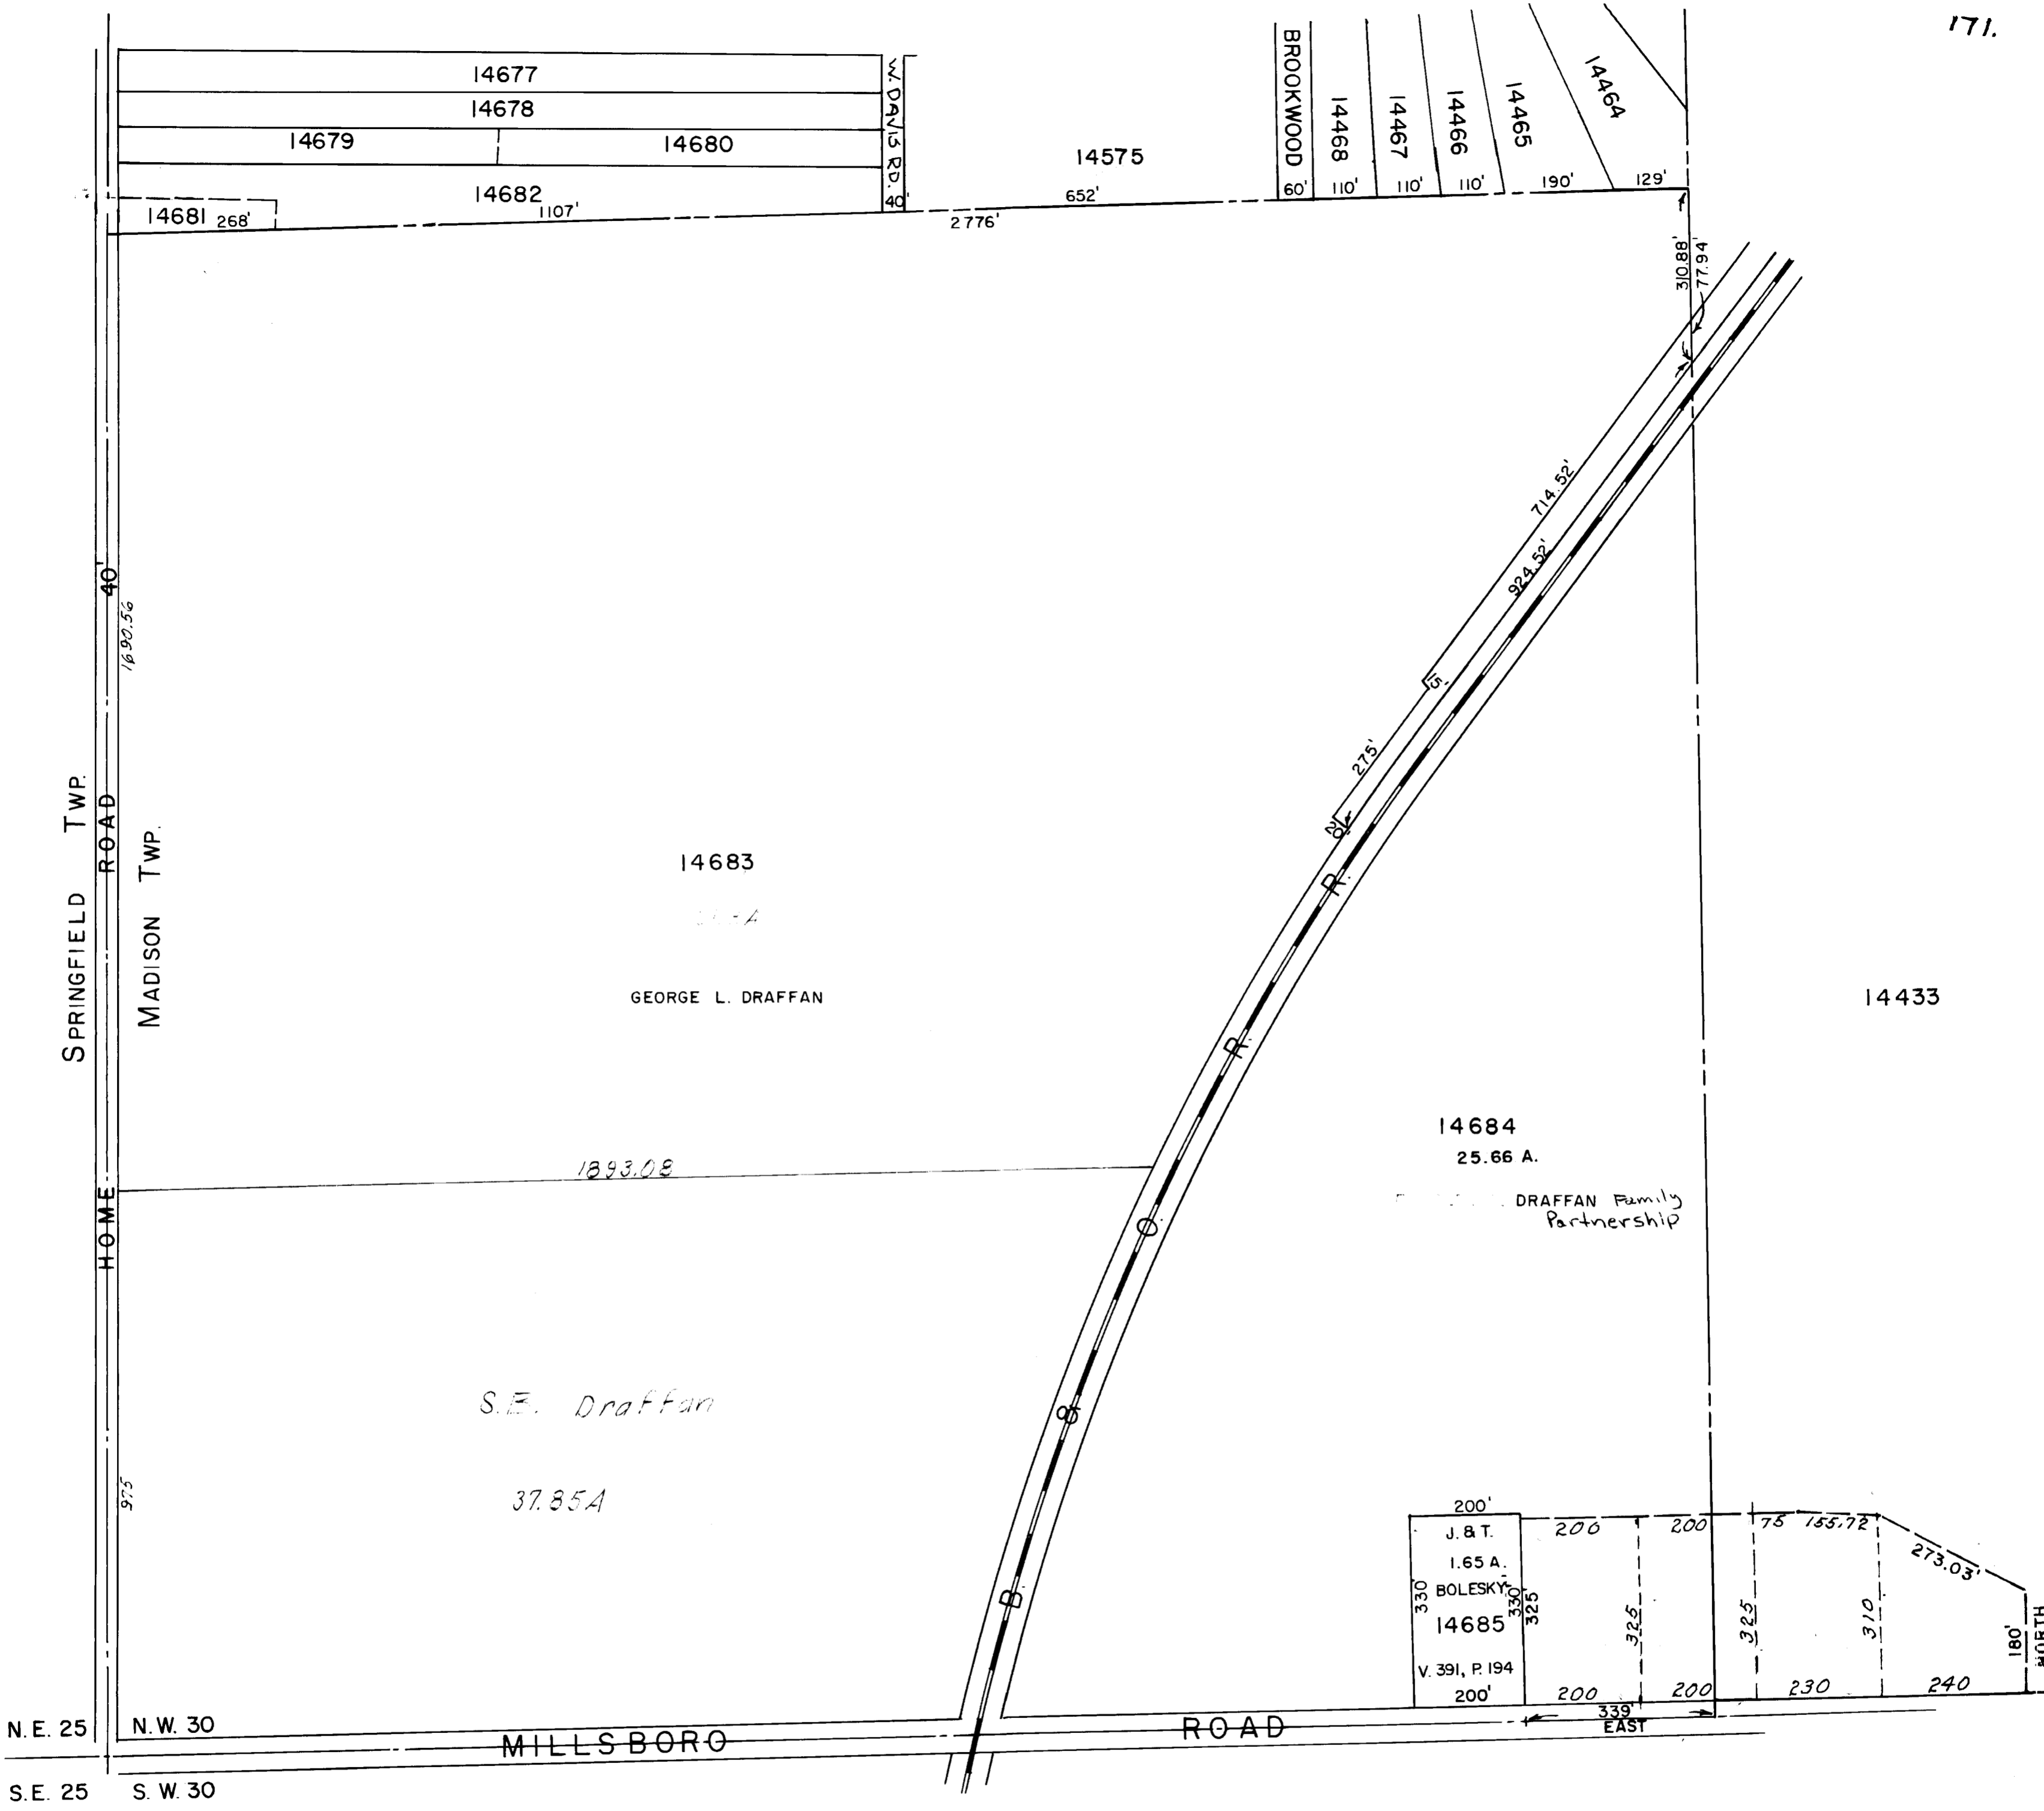 171.
14677
14678
14679
14680
14681
268'
14682
1107'
W. DAVIS RD.
40'
14575
652'
2776'
BROOKWOOD
60'
14468
110'
14467
110'
14466
110'
14465
190'
14464
129'
310.88'
77.94'
714.52'
924.52'
15'
275'
20'
40'
1690.56
SPRINGFIELD TWP.
HOME ROAD
MADISON TWP.
14683
GEORGE L. DRAFFAN
14433
B. & O. R. R.
14684
25.66 A.
DRAFFAN Family
Partnership
1893.08
S.E. Draffan
37.85A
975
200'
J. & T.
1.65 A.
BOLESKY
14685
V. 391, P. 194
200'
330'
330'
325'
200
200
75
155.72
273.03'
325
325
310
180'
NORTH
200
200
230
240
339'
EAST
N.E. 25
N.W. 30
MILLSBORO ROAD
S.E. 25
S.W. 30